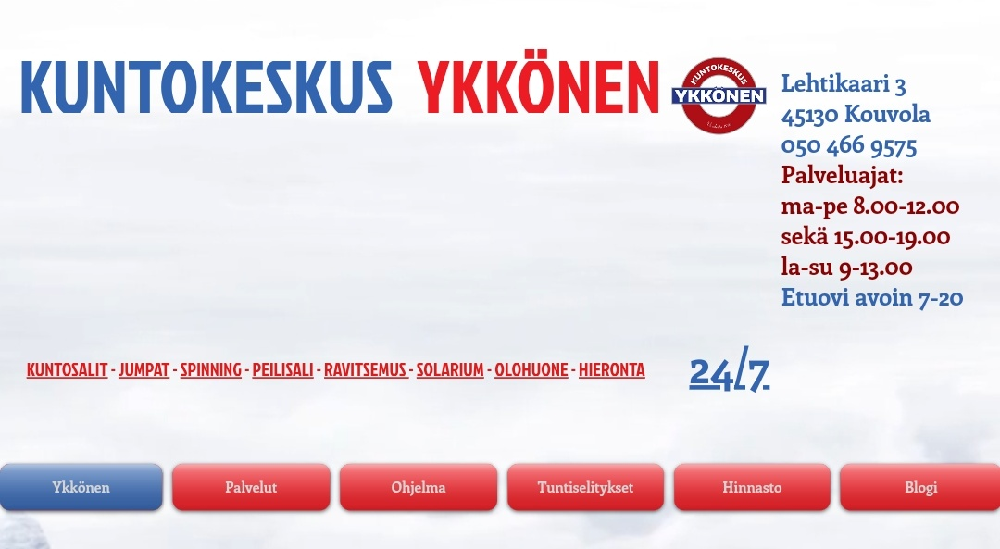 KUNTOKESKUS YKKÖNEN
KUNTOKESKUS
YKKÖNEN
Lehtikaari 3
45130 Kouvola
050 466 9575
Palveluajat:
ma-pe 8.00-12.00
sekä 15.00-19.00
la-su 9-13.00
Etuovi avoin 7-20
KUNTOSALIT - JUMPAT - SPINNING - PEILISALI - RAVITSEMUS - SOLARIUM - OLOHUONE - HIERONTA
24/7
Ykkönen Palvelut Ohjelma Tuntiselitykset Hinnasto Blogi